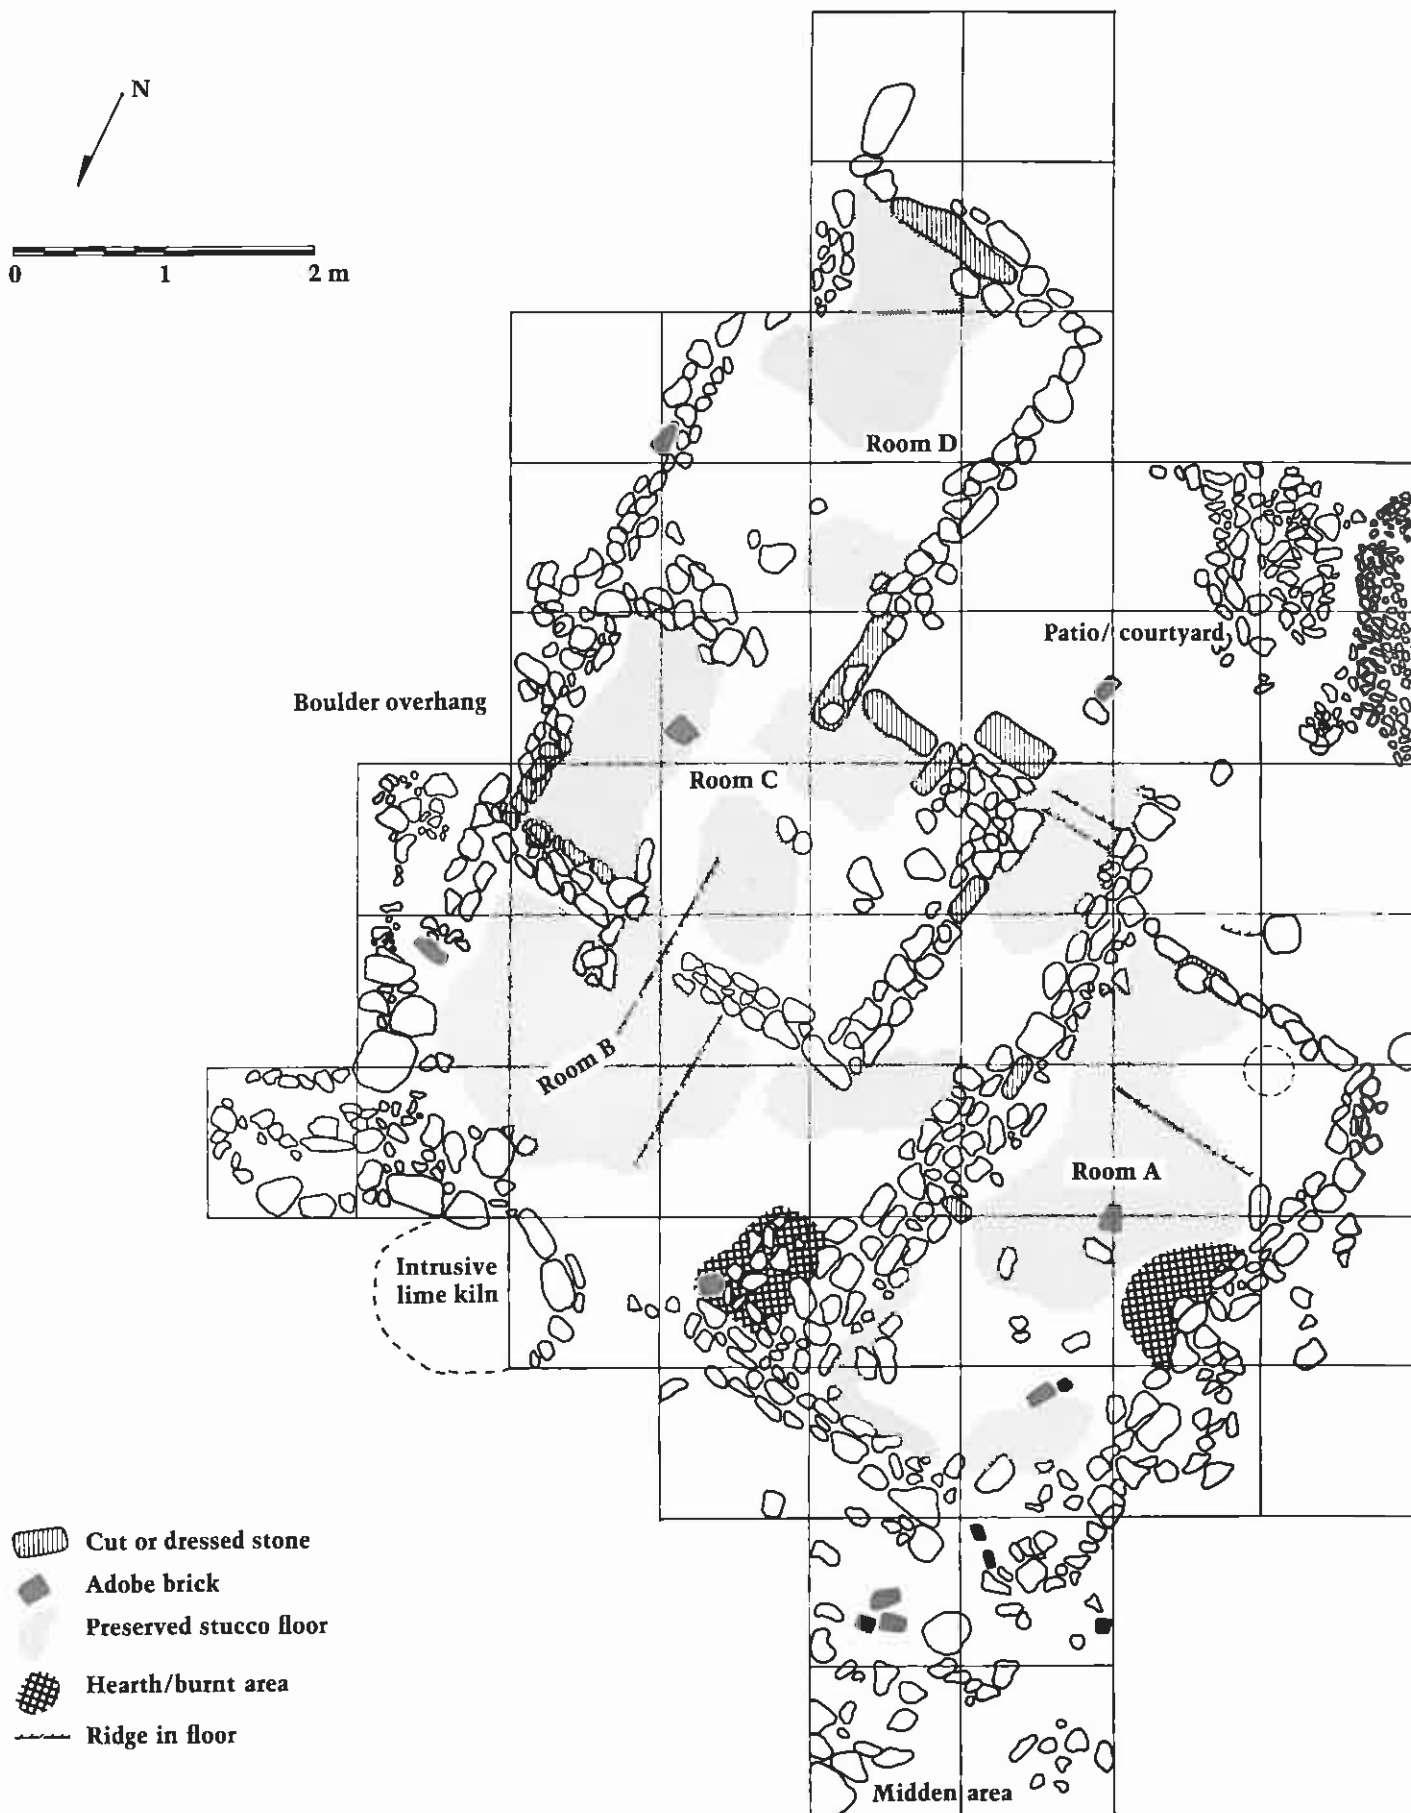 N
0 1 2 m
Room D
Patio/ courtyard
Boulder overhang
Room C
Room B
Room A
Intrusive
lime kiln
Cut or dressed stone
Adobe brick
Preserved stucco floor
Hearth/burnt area
Ridge in floor
Midden area